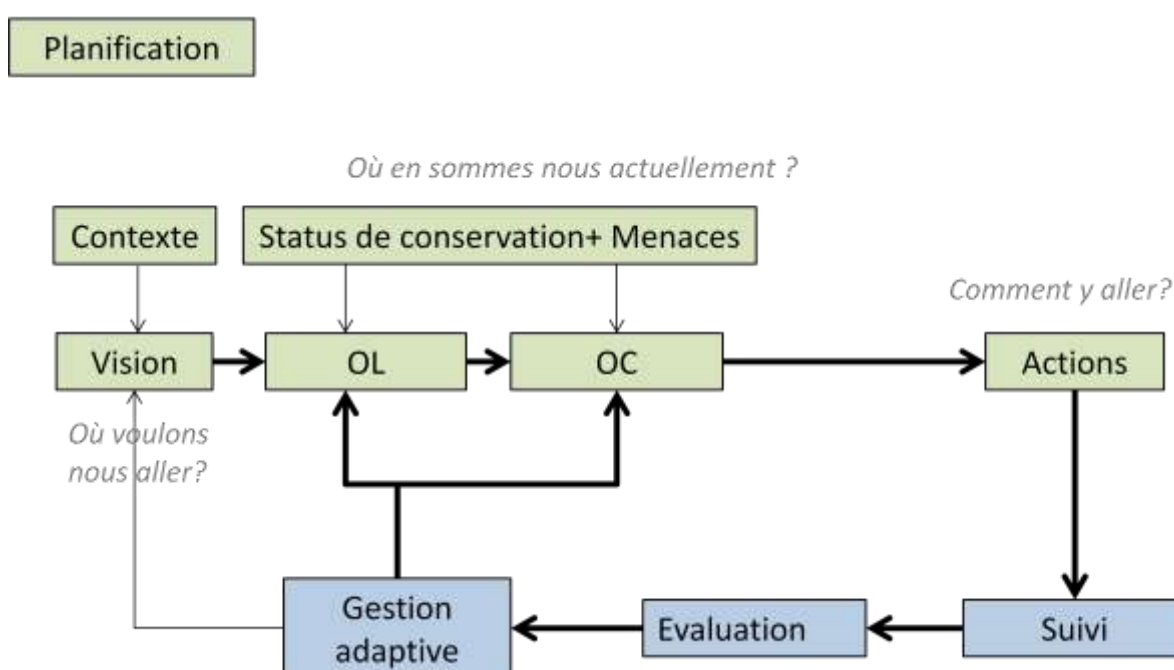 Planification
Où en sommes nous actuellement ?
Contexte
Status de conservation+ Menaces
Comment y aller?
Vision
OL
OC
Actions
Où voulons
nous aller?
Gestion
adaptive
Evaluation
Suivi